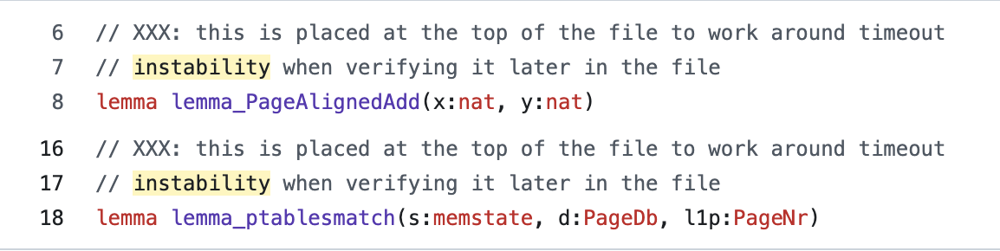 6 // XXX: this is placed at the top of the file to work around timeout
7 // instability when verifying it later in the file
8 lemma lemma_PageAlignedAdd(x:nat, y:nat)
16 // XXX: this is placed at the top of the file to work around timeout
17 // instability when verifying it later in the file
18 lemma lemma_ptablesmatch(s:memstate, d:PageDb, l1p:PageNr)